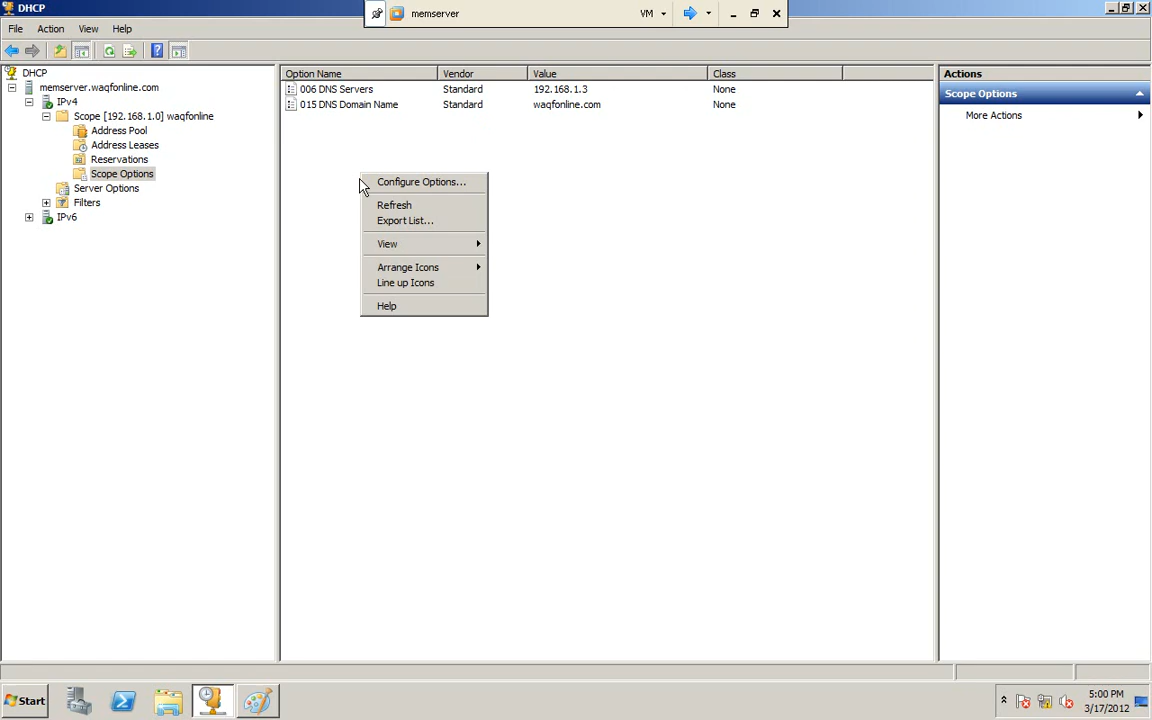 DHCP
memserver
VM
File Action View Help
DHCP
memserver.waqfonline.com
IPv4
Scope [192.168.1.0] waqfonline
Address Pool
Address Leases
Reservations
Scope Options
Server Options
Filters
IPv6
Option Name Vendor Value Class
006 DNS Servers Standard 192.168.1.3 None
015 DNS Domain Name Standard waqfonline.com None
Configure Options...
Refresh
Export List...
View
Arrange Icons
Line up Icons
Help
Actions
Scope Options
More Actions
Start
5:00 PM
3/17/2012